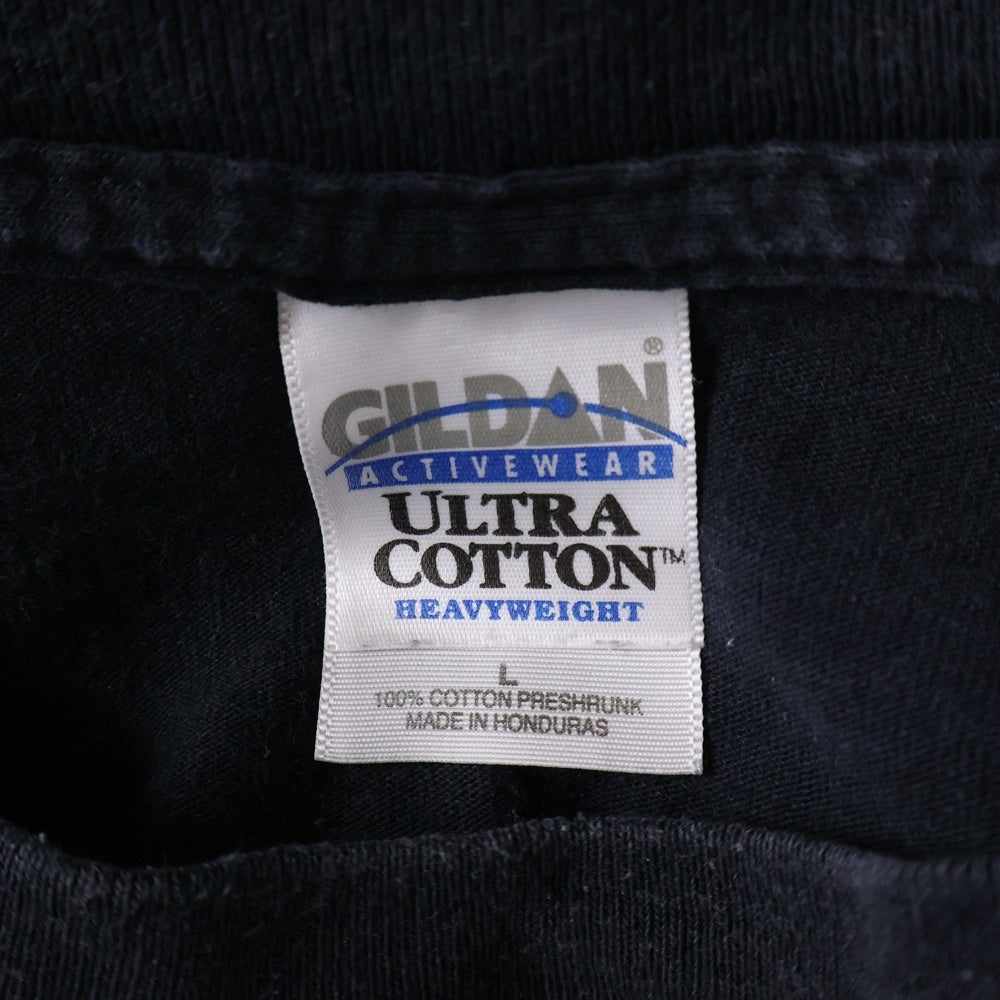 GILDAN®
ACTIVEWEAR
ULTRA
COTTON™
HEAVYWEIGHT
L
100% COTTON PRESHRUNK
MADE IN HONDURAS